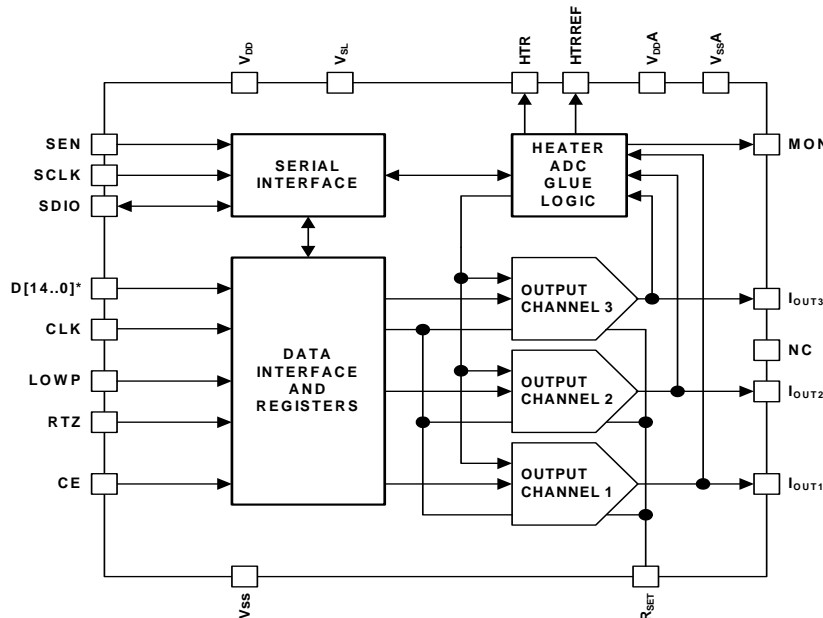 VDD
VSL
HTR
HTRREF
VDDA
VSSA
SEN
SCLK
SDIO
SERIAL
INTERFACE
HEATER
ADC
GLUE
LOGIC
MON
D[14..0]*
CLK
LOWP
RTZ
CE
DATA
INTERFACE
AND
REGISTERS
OUTPUT
CHANNEL 3
OUTPUT
CHANNEL 2
OUTPUT
CHANNEL 1
IOUT3
NC
IOUT2
IOUT1
Vss
RSET